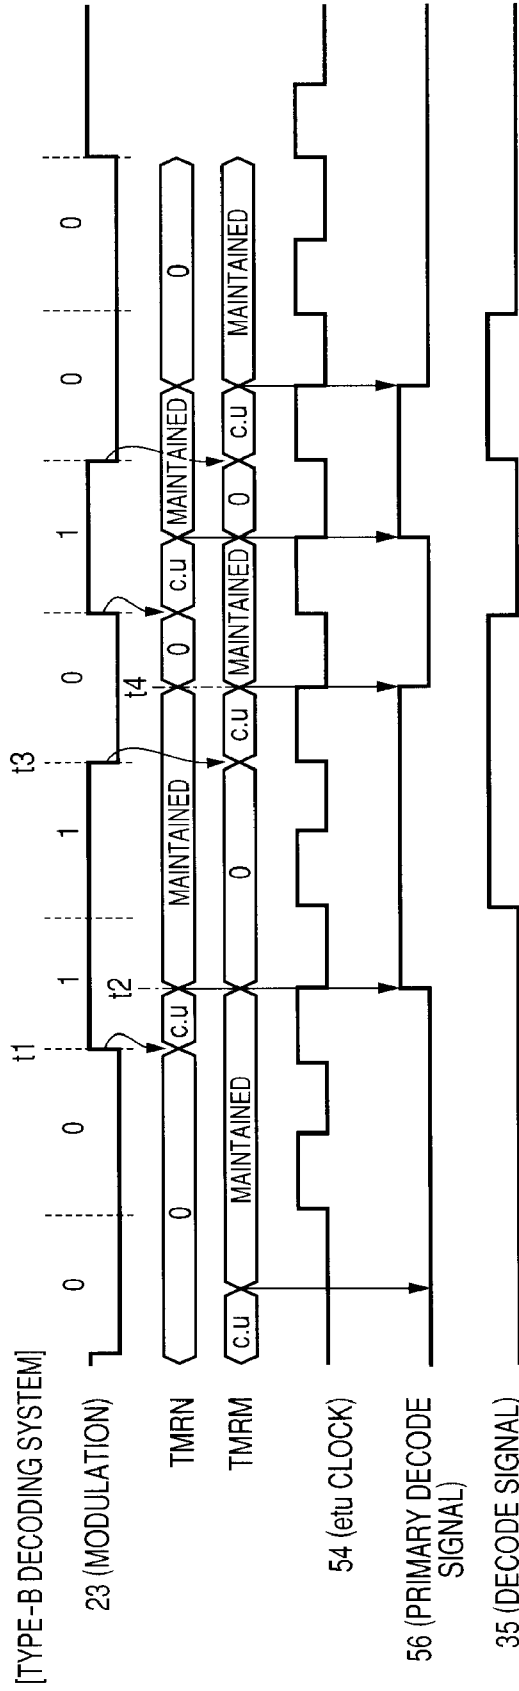 [TYPE-B DECODING SYSTEM]
23 (MODULATION)
0 0 1 1 0 1 0 0
t1 t2 t3 t4
TMRN
0 c.u MAINTAINED 0 c.u MAINTAINED 0
TMRM
c.u MAINTAINED 0 c.u MAINTAINED 0 c.u MAINTAINED
54 (etu CLOCK)
56 (PRIMARY DECODE
SIGNAL)
35 (DECODE SIGNAL)